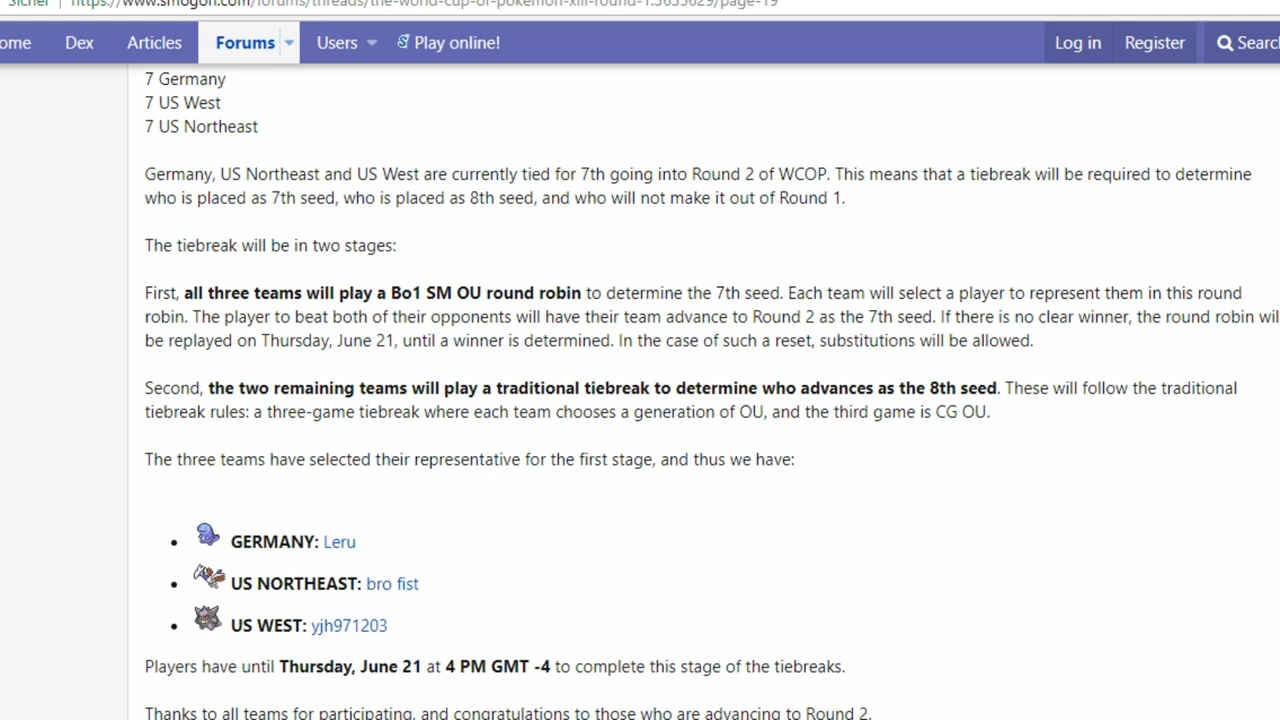 Sicher | https://www.smogon.com/forums/threads/the-world-cup-of-pokemon-xiii-round-1.3635629/page-19
ome Dex Articles Forums Users Play online! Log in Register Searc
7 Germany
7 US West
7 US Northeast
Germany, US Northeast and US West are currently tied for 7th going into Round 2 of WCOP. This means that a tiebreak will be required to determine
who is placed as 7th seed, who is placed as 8th seed, and who will not make it out of Round 1.
The tiebreak will be in two stages:
First, all three teams will play a Bo1 SM OU round robin to determine the 7th seed. Each team will select a player to represent them in this round
robin. The player to beat both of their opponents will have their team advance to Round 2 as the 7th seed. If there is no clear winner, the round robin wil
be replayed on Thursday, June 21, until a winner is determined. In the case of such a reset, substitutions will be allowed.
Second, the two remaining teams will play a traditional tiebreak to determine who advances as the 8th seed. These will follow the traditional
tiebreak rules: a three-game tiebreak where each team chooses a generation of OU, and the third game is CG OU.
The three teams have selected their representative for the first stage, and thus we have:
• GERMANY: Leru
• US NORTHEAST: bro fist
• US WEST: yjh971203
Players have until Thursday, June 21 at 4 PM GMT -4 to complete this stage of the tiebreaks.
Thanks to all teams for participating, and congratulations to those who are advancing to Round 2.